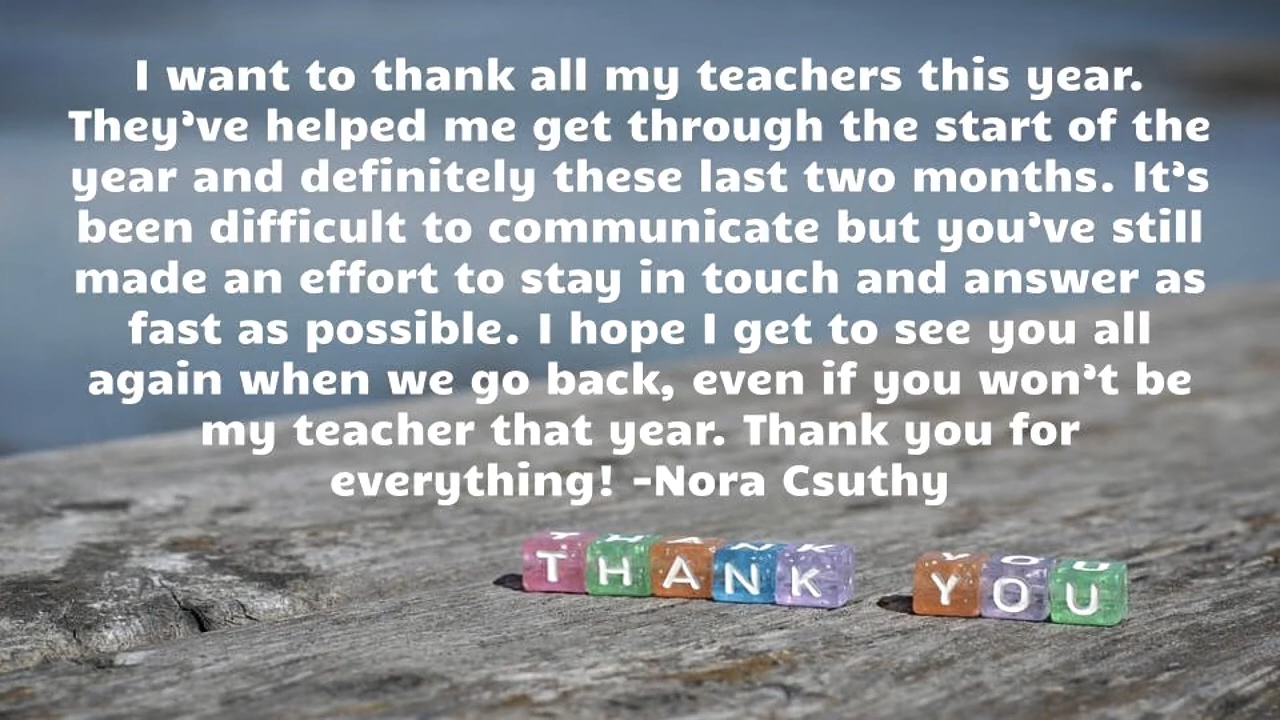 I want to thank all my teachers this year.
They’ve helped me get through the start of the
year and definitely these last two months. It’s
been difficult to communicate but you’ve still
made an effort to stay in touch and answer as
fast as possible. I hope I get to see you all
again when we go back, even if you won’t be
my teacher that year. Thank you for
everything! -Nora Csuthy
THANK YOU
THANK YOU